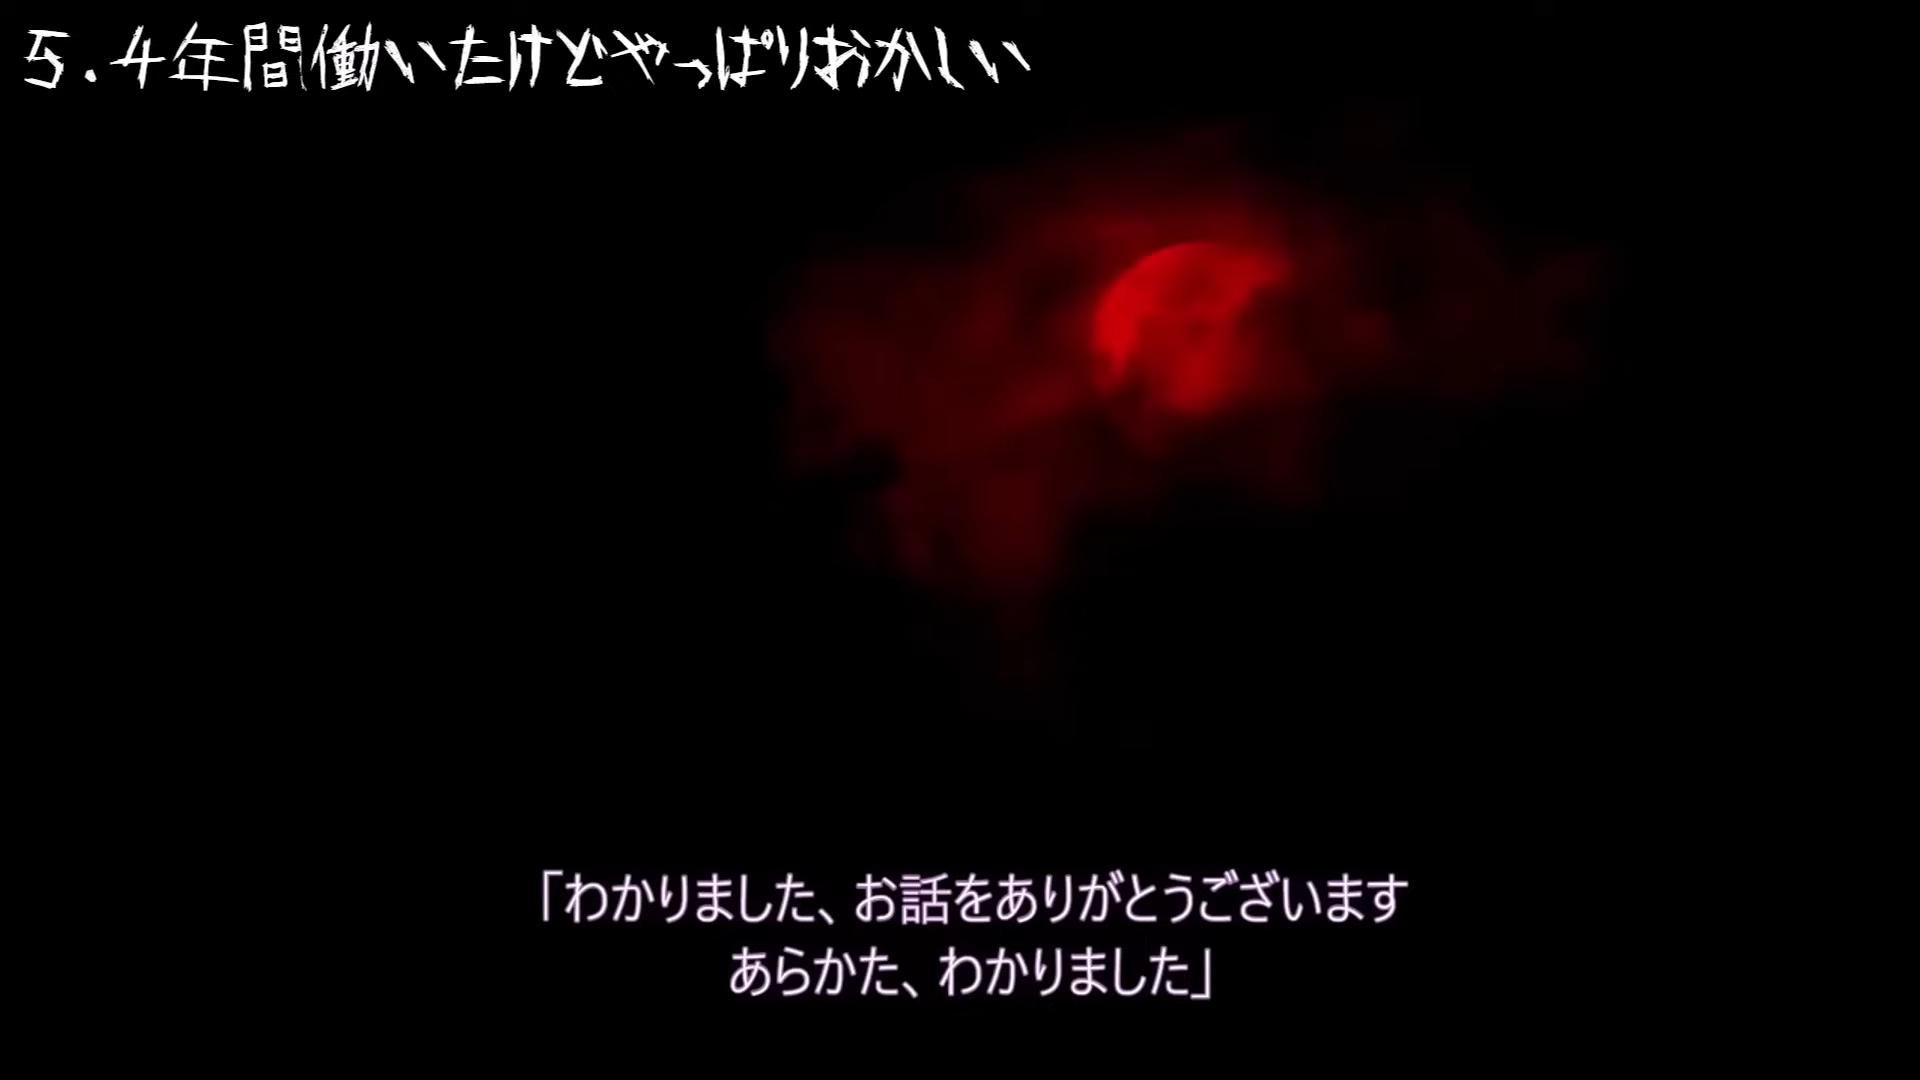 5.4年間働いたけどやっぱりおかしい
「わかりました、お話をありがとうございます
あらかた、わかりました」